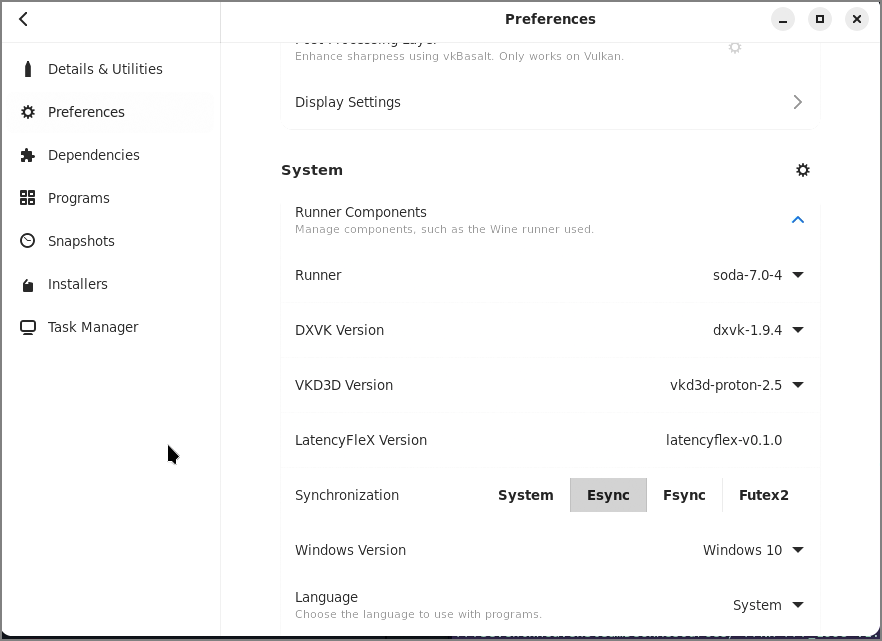 Preferences
Details & Utilities
Preferences
Dependencies
Programs
Snapshots
Installers
Task Manager
Enhance sharpness using vkBasalt. Only works on Vulkan.
Display Settings
System
Runner Components
Manage components, such as the Wine runner used.
Runner soda-7.0-4
DXVK Version dxvk-1.9.4
VKD3D Version vkd3d-proton-2.5
LatencyFleX Version latencyflex-v0.1.0
Synchronization System Esync Fsync Futex2
Windows Version Windows 10
Language System
Choose the language to use with programs.